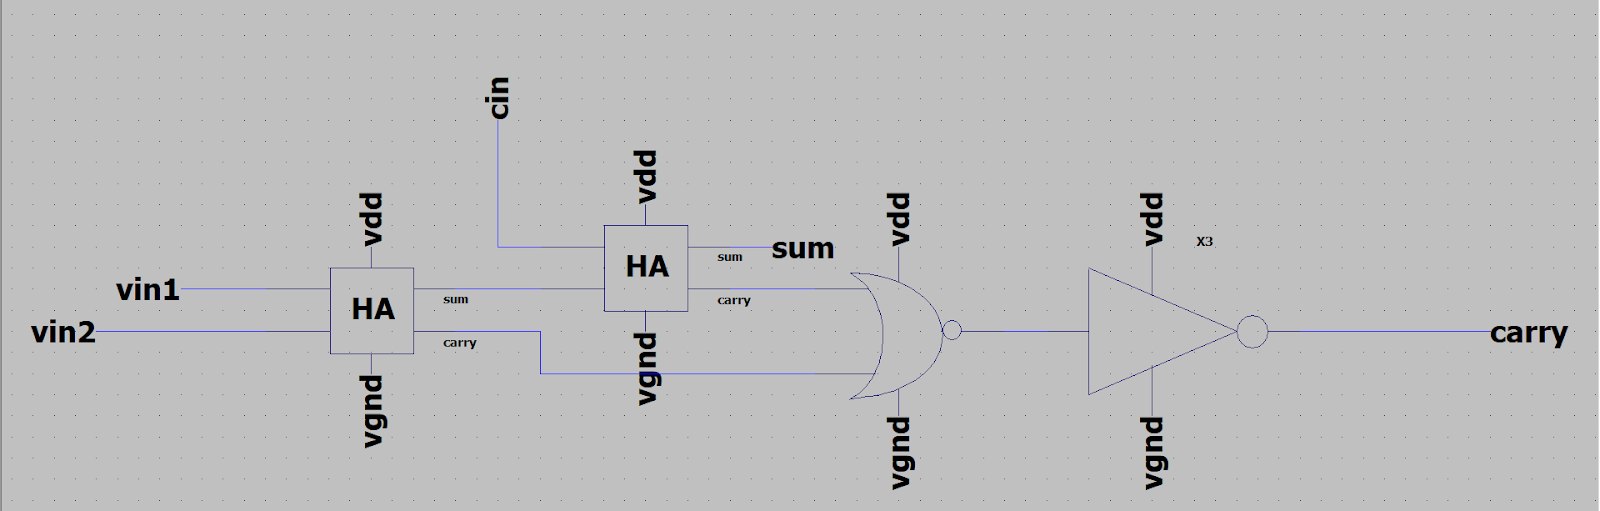 cin
vdd
vdd
vdd
vdd
X3
sum
sum
HA
vin1
HA
sum
carry
vin2
carry
carry
vgnd
vgnd
vgnd
vgnd